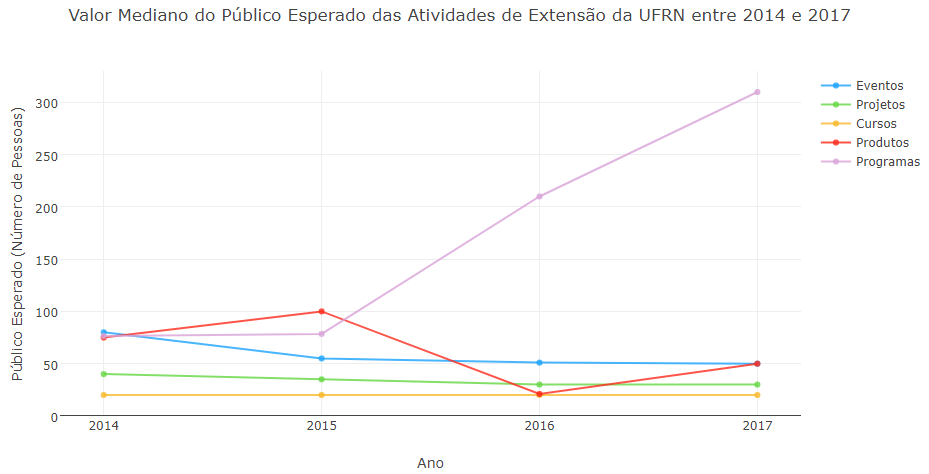 Valor Mediano do Público Esperado das Atividades de Extensão da UFRN entre 2014 e 2017
Público Esperado (Número de Pessoas)
300
250
200
150
100
50
0
2014
2015
2016
2017
Ano
Eventos
Projetos
Cursos
Produtos
Programas